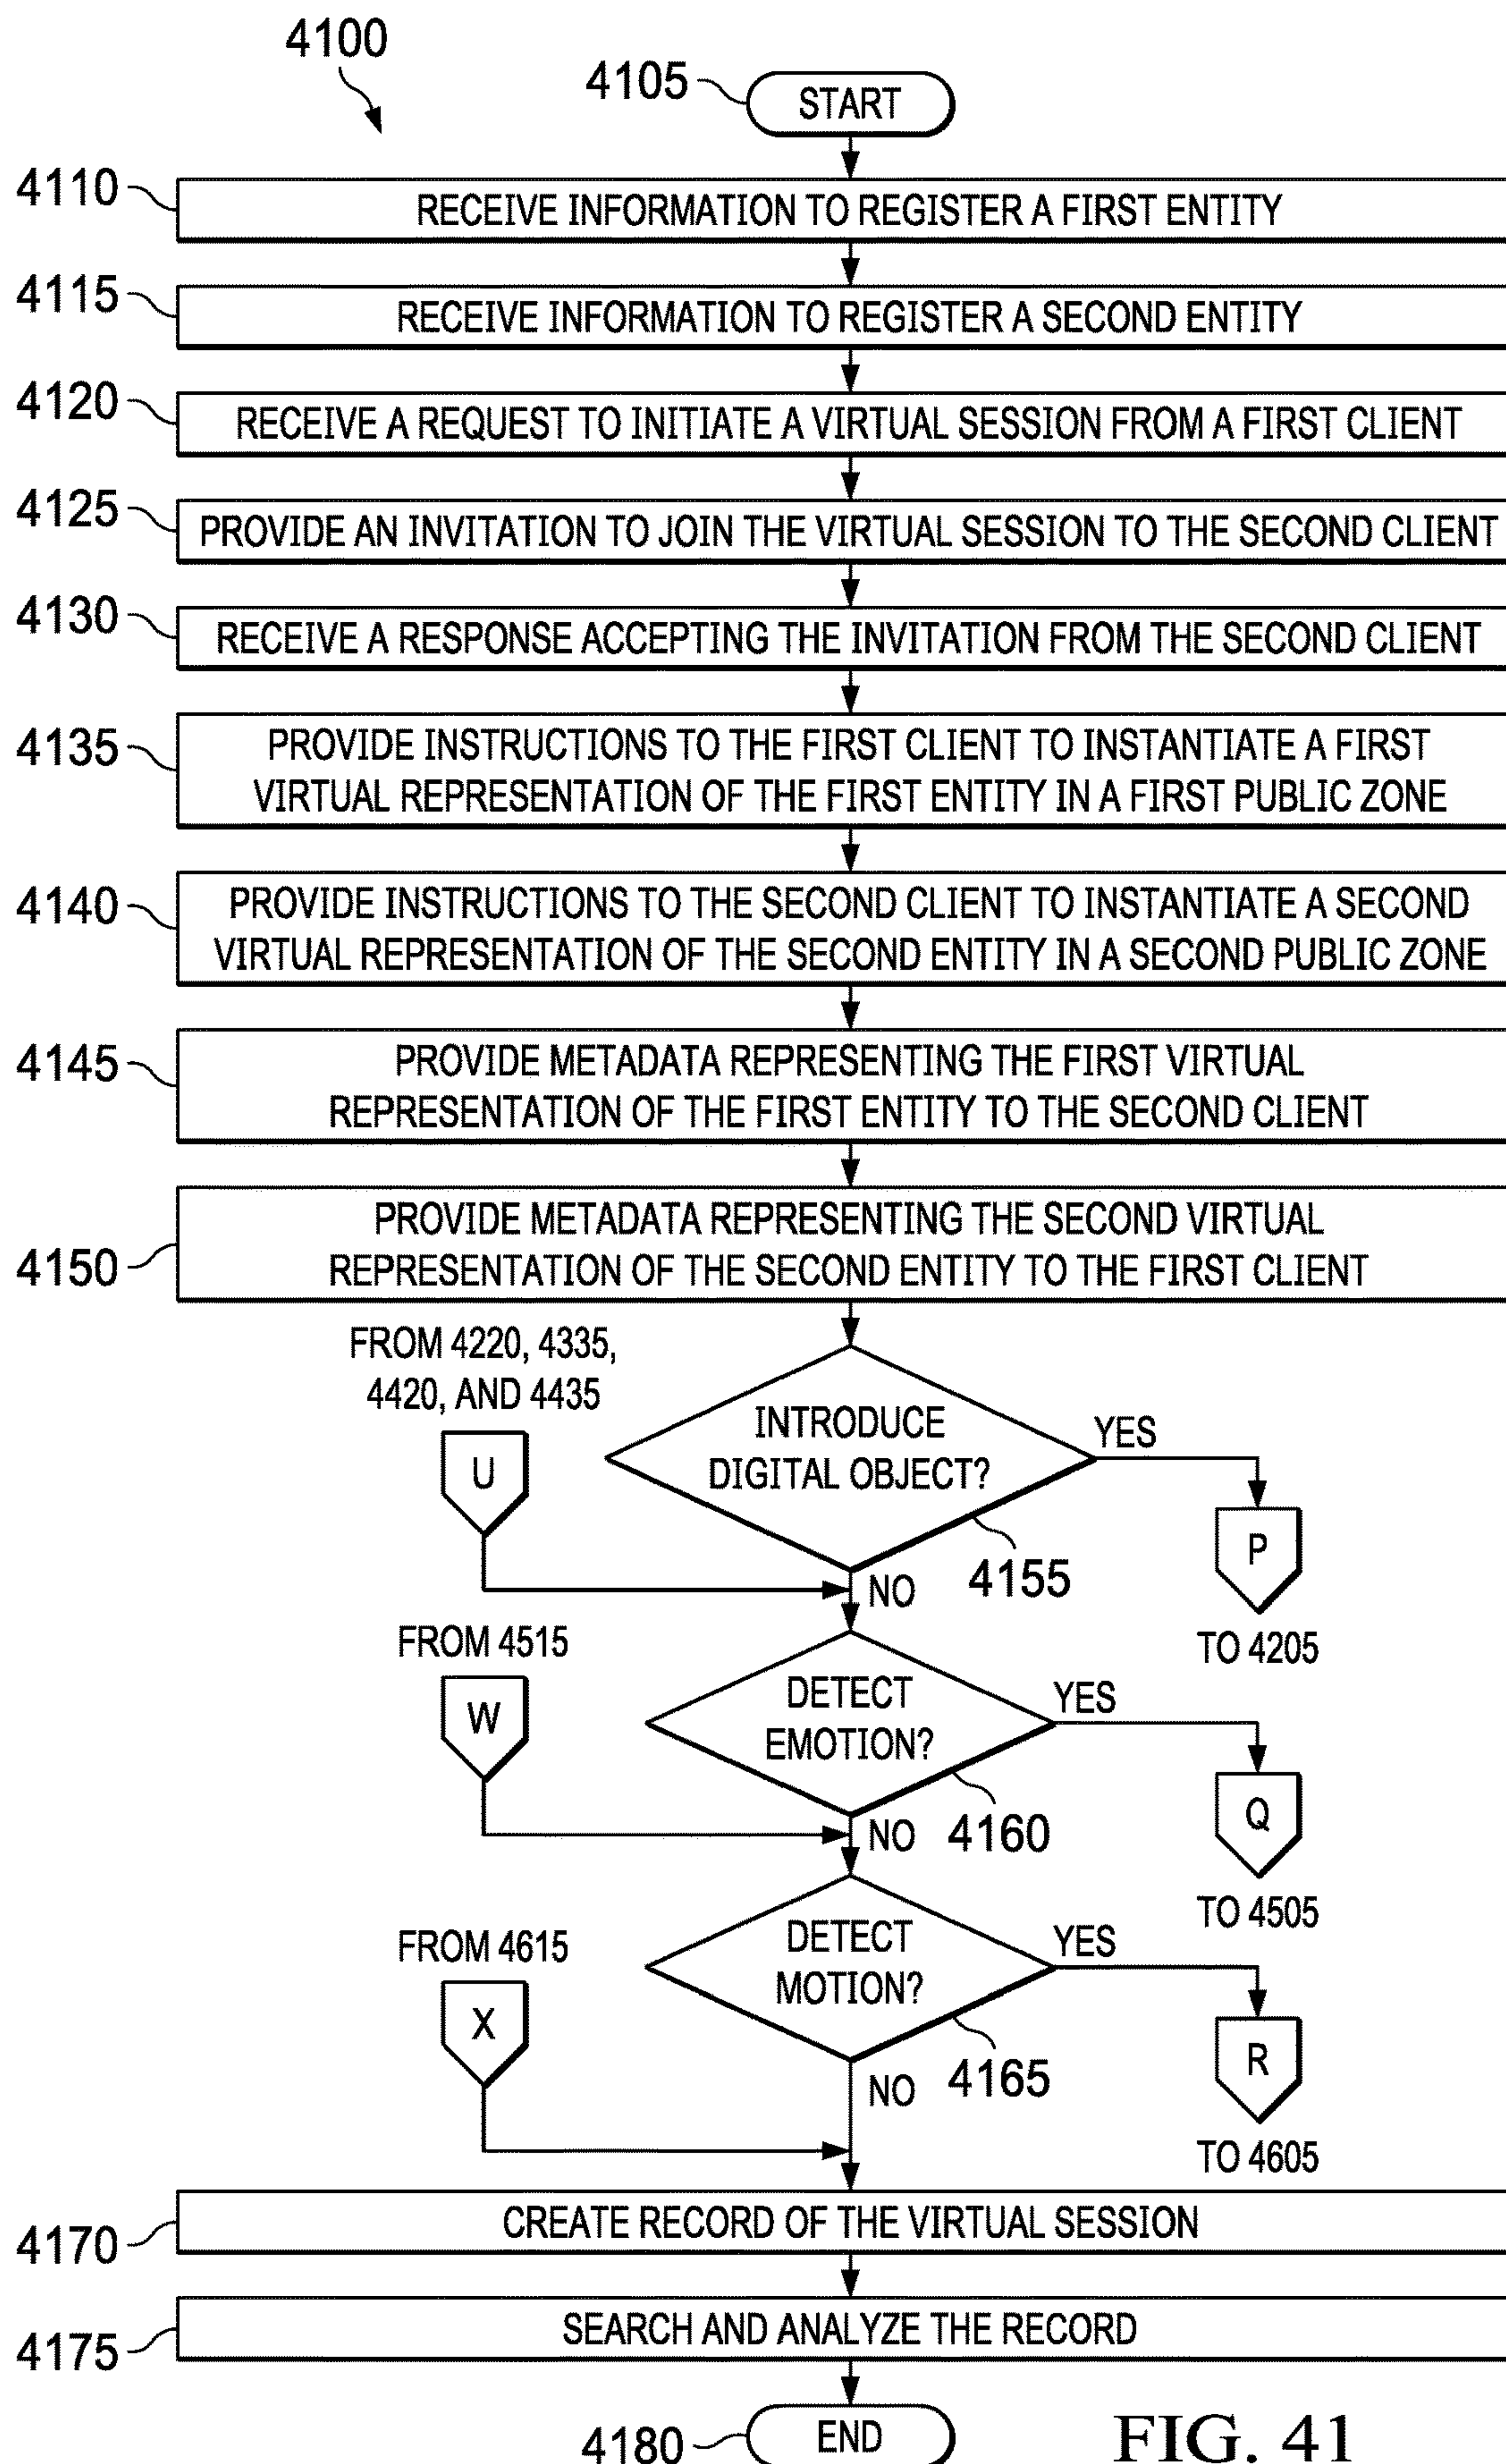 4100
4105
START
4110
RECEIVE INFORMATION TO REGISTER A FIRST ENTITY
4115
RECEIVE INFORMATION TO REGISTER A SECOND ENTITY
4120
RECEIVE A REQUEST TO INITIATE A VIRTUAL SESSION FROM A FIRST CLIENT
4125
PROVIDE AN INVITATION TO JOIN THE VIRTUAL SESSION TO THE SECOND CLIENT
4130
RECEIVE A RESPONSE ACCEPTING THE INVITATION FROM THE SECOND CLIENT
4135
PROVIDE INSTRUCTIONS TO THE FIRST CLIENT TO INSTANTIATE A FIRST
VIRTUAL REPRESENTATION OF THE FIRST ENTITY IN A FIRST PUBLIC ZONE
4140
PROVIDE INSTRUCTIONS TO THE SECOND CLIENT TO INSTANTIATE A SECOND
VIRTUAL REPRESENTATION OF THE SECOND ENTITY IN A SECOND PUBLIC ZONE
4145
PROVIDE METADATA REPRESENTING THE FIRST VIRTUAL
REPRESENTATION OF THE FIRST ENTITY TO THE SECOND CLIENT
4150
PROVIDE METADATA REPRESENTING THE SECOND VIRTUAL
REPRESENTATION OF THE SECOND ENTITY TO THE FIRST CLIENT
FROM 4220, 4335,
4420, AND 4435
U
INTRODUCE
DIGITAL OBJECT?
YES
4155
P
TO 4205
NO
FROM 4515
W
DETECT
EMOTION?
YES
4160
Q
TO 4505
NO
FROM 4615
X
DETECT
MOTION?
YES
4165
R
TO 4605
NO
4170
CREATE RECORD OF THE VIRTUAL SESSION
4175
SEARCH AND ANALYZE THE RECORD
4180
END
FIG. 41